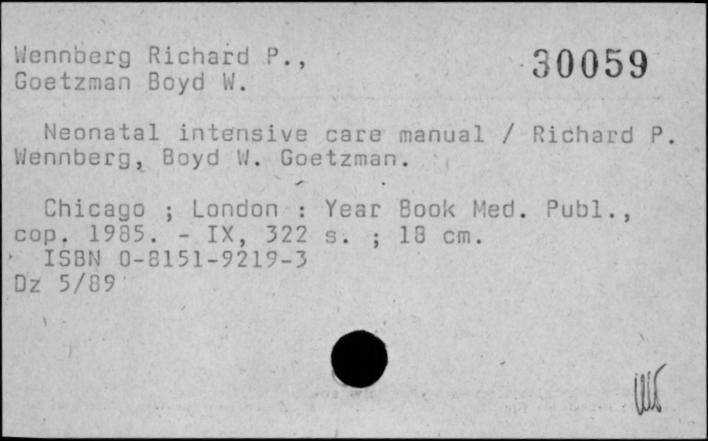 Wennberg Richard P.,
30059
Goetzman Boyd W.
Neonatal intensive care manual / Richard P.
Wennberg, Boyd W. Goetzman.
Chicago ; London : Year Book Med. Publ.,
cop. 1985. - IX, 322 s. ; 18 cm.
ISBN 0-8151-9219-3
Dz 5/89